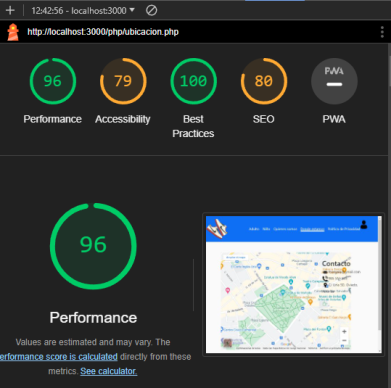 12:42:56 - localhost:3000
http://localhost:3000/php/ubicacion.php
96
79
100
80
PWA
Performance
Accessibility
Best
Practices
SEO
PWA
96
Contacto
Performance
Values are estimated and may vary. The
performance score is calculated directly from these
metrics. See calculator.